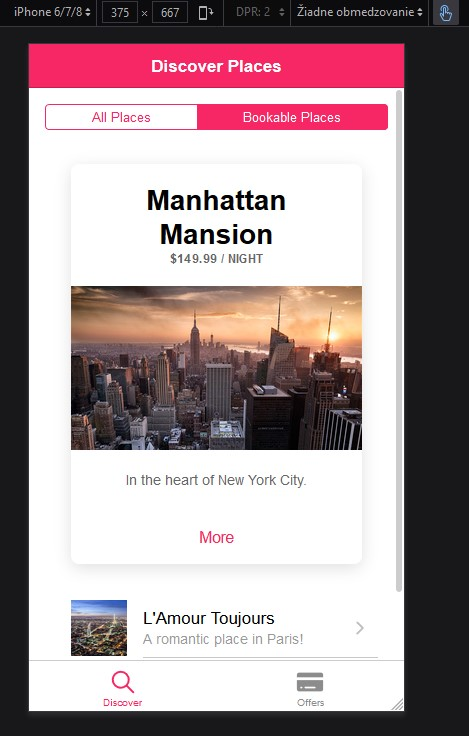 iPhone 6/7/8 375 × 667 DPR: 2 Žiadne obmedzovanie
Discover Places
All Places Bookable Places
Manhattan
Mansion
$149.99 / NIGHT
In the heart of New York City.
More
L'Amour Toujours
A romantic place in Paris!
Discover Offers